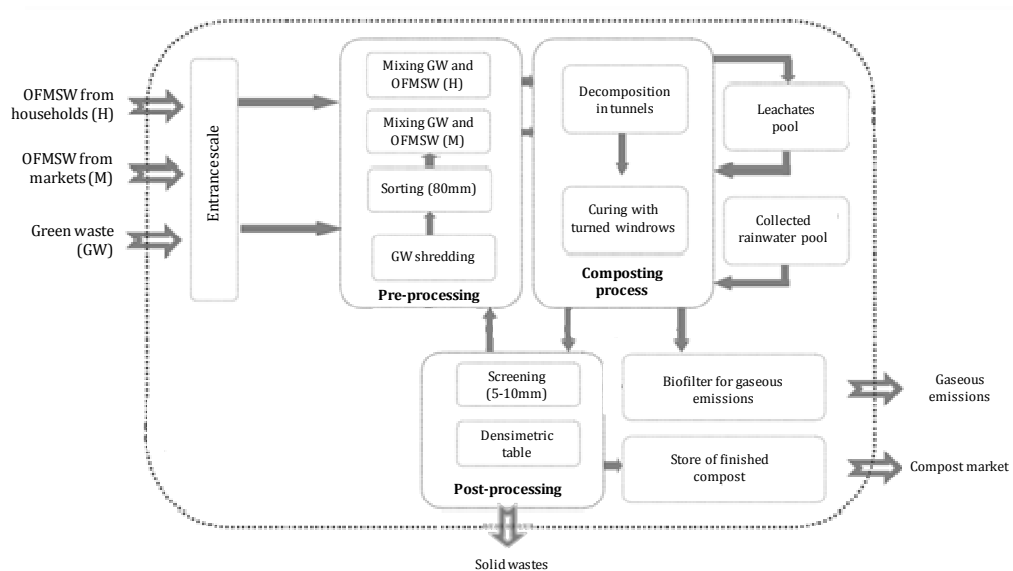 OFMSW from
households (H)
OFMSW from
markets (M)
Green waste
(GW)
Entrance scale
Mixing GW and
OFMSW (H)
Mixing GW and
OFMSW (M)
Sorting (80mm)
GW shredding
Pre-processing
Decomposition
in tunnels
Curing with
turned windrows
Composting
process
Leachates
pool
Collected
rainwater pool
Screening
(5-10mm)
Densimetric
table
Post-processing
Biofilter for gaseous
emissions
Store of finished
compost
Gaseous
emissions
Compost market
Solid wastes